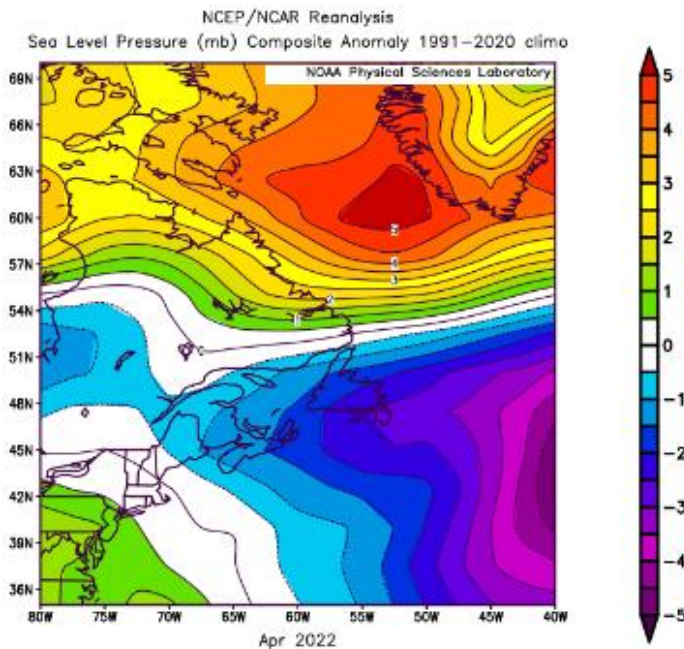 NCEP/NCAR Reanalysis
Sea Level Pressure (mb) Composite Anomaly 1991–2020 climo
NOAA Physical Sciences Laboratory
69N
66N
63N
60N
57N
54N
51N
48N
45N
42N
39N
36N
80W 75W 70W 65W 60W 55W 50W 45W 40W
Apr 2022
5
4
3
2
1
0
−1
−2
−3
−4
−5